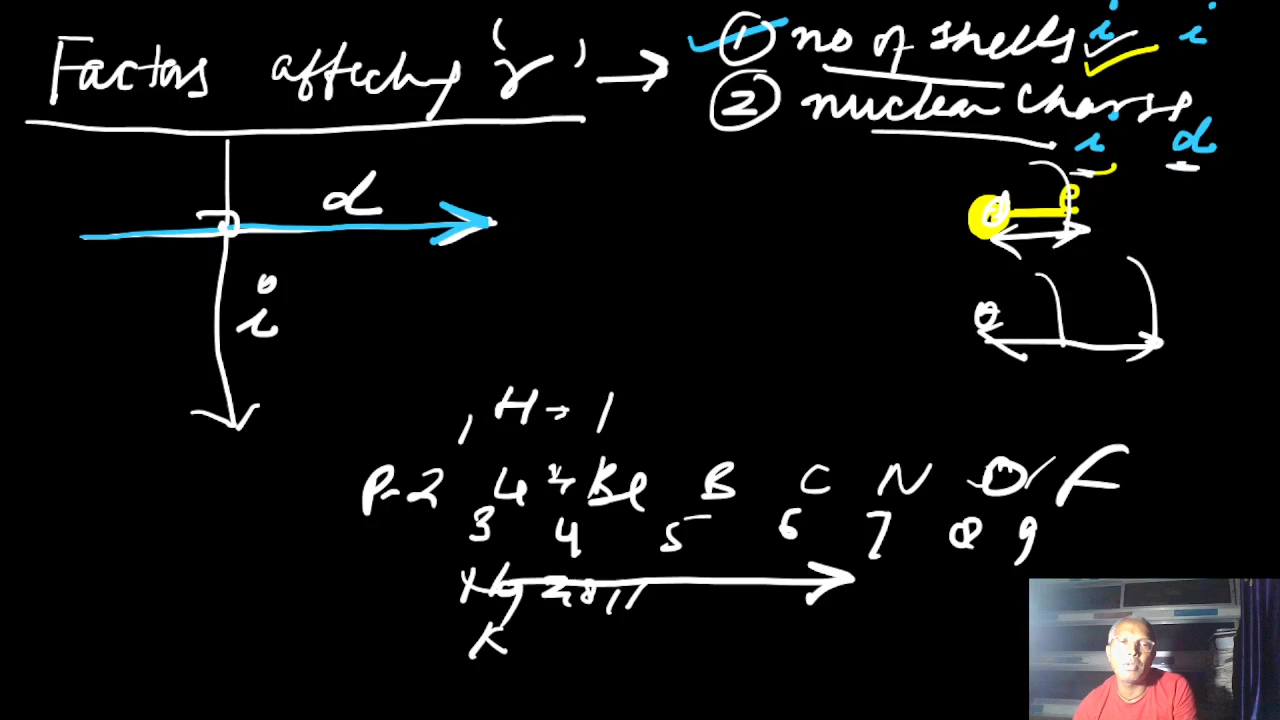 Factors affecting 'r' → ① no of shells i i
② nuclear charge
i d
d
i
H → 1
P-2 Li Be B C N O F
3 4 5 6 7 8 9
K